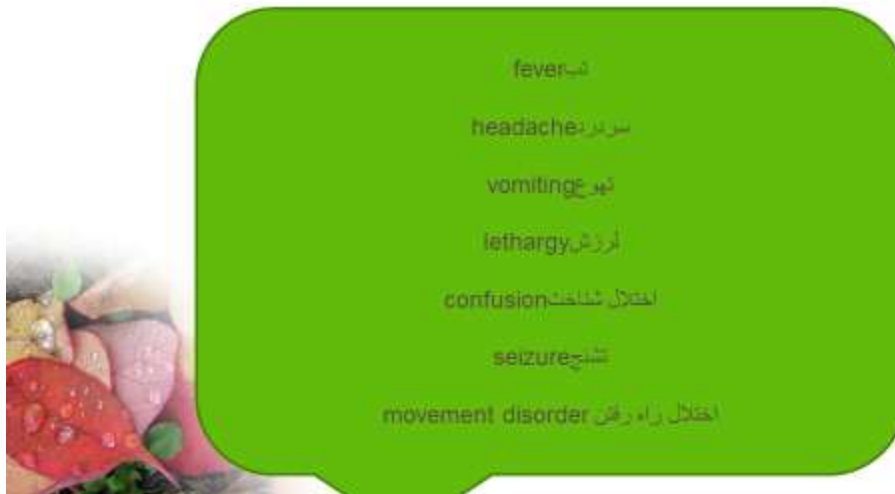 feverتب
headacheسردرد
vomitingتهوع
lethargyلرزش
confusionاختلال شناخت
seizureتشنج
movement disorder اختلال راه رفتن